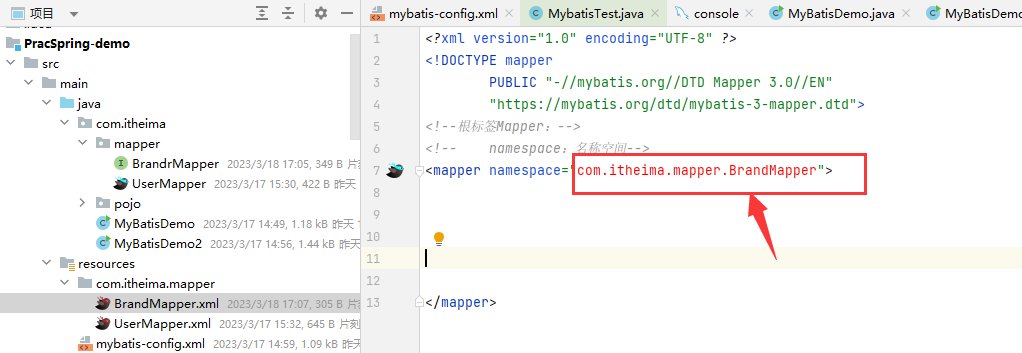 项目
PracSpring-demo
src
main
java
com.itheima
mapper
BrandrMapper 2023/3/18 17:05, 349 B 片刻
UserMapper 2023/3/17 15:30, 422 B 昨天
pojo
MyBatisDemo 2023/3/17 14:49, 1.18 kB 昨天
MyBatisDemo2 2023/3/17 14:56, 1.44 kB 昨天
resources
com.itheima.mapper
BrandMapper.xml 2023/3/18 17:07, 305 B 片刻
UserMapper.xml 2023/3/17 15:32, 645 B 片刻
mybatis-config.xml 2023/3/17 14:59, 1.09 kB 昨天
mybatis-config.xml MybatisTest.java console MyBatisDemo.java MyBatisDemo
1 <?xml version="1.0" encoding="UTF-8" ?>
2 <!DOCTYPE mapper
3 PUBLIC "-//mybatis.org//DTD Mapper 3.0//EN"
4 "https://mybatis.org/dtd/mybatis-3-mapper.dtd">
5 <!--根标签Mapper：-->
6 <!-- namespace：名称空间-->
7 <mapper namespace="com.itheima.mapper.BrandMapper">
8
9
10
11
12
13 </mapper>